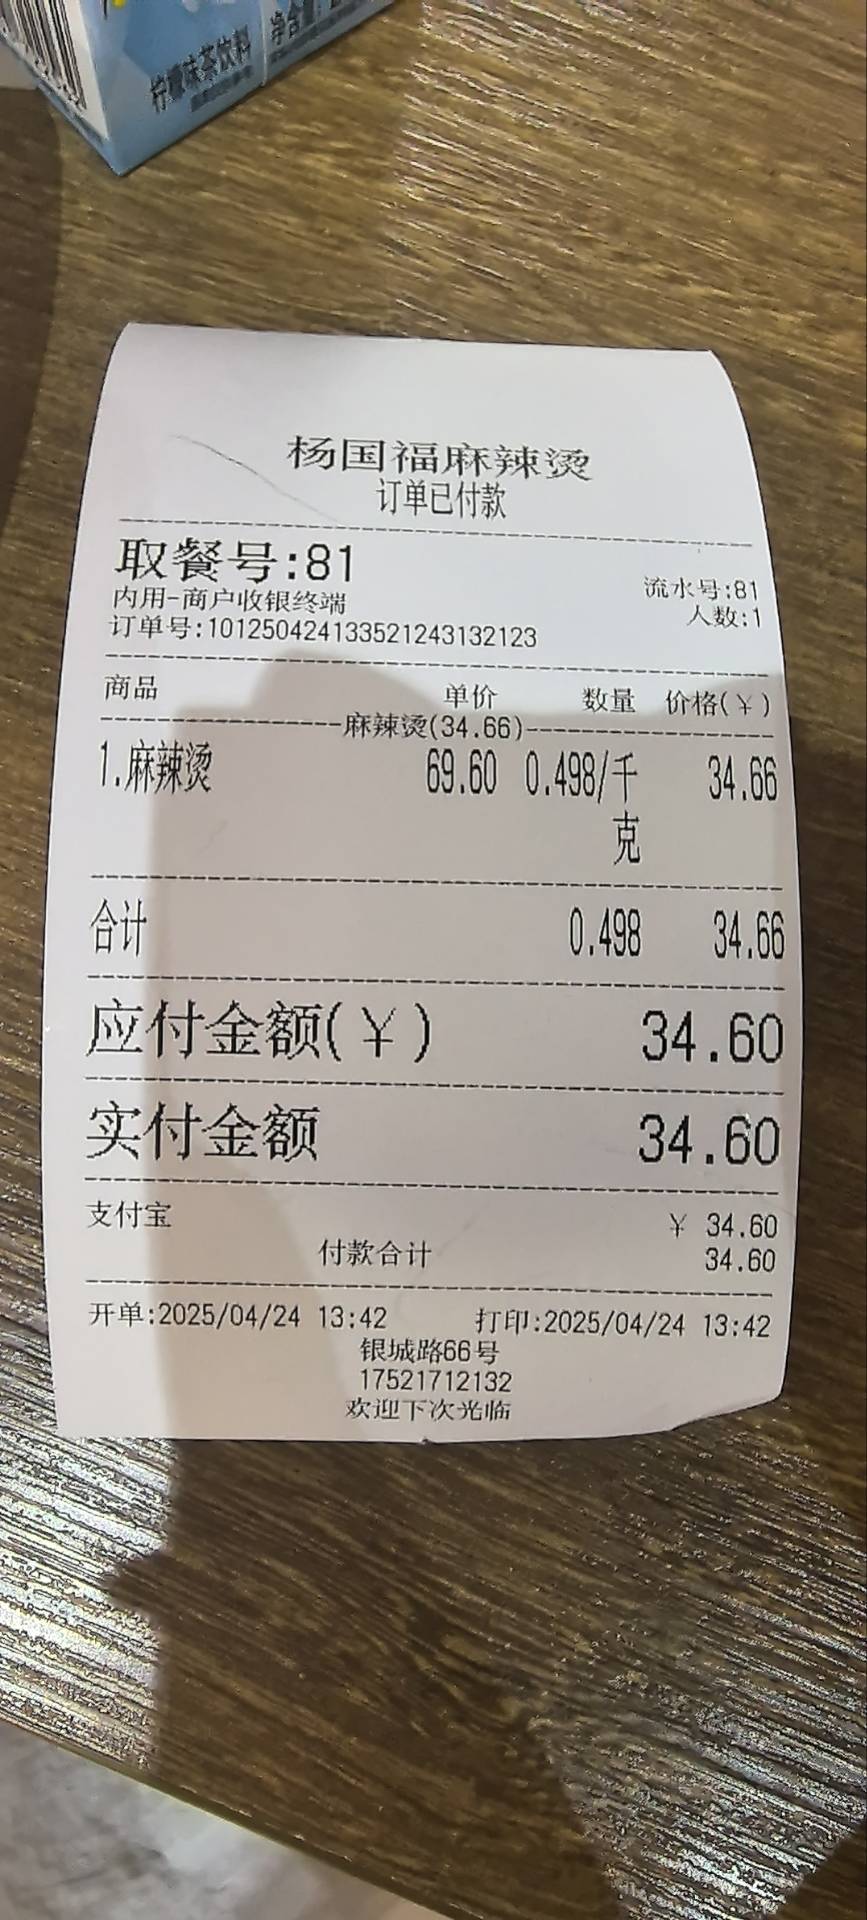 柠檬味茶饮料
净含量:
杨国福麻辣烫
订单已付款
取餐号:81
流水号:81
内用-商户收银终端
人数:1
订单号:1012504241335212431321​23
商品 单价 数量 价格(¥)
麻辣烫(34.66)
1.麻辣烫 69.60 0.498/千 34.66
克
合计 0.498 34.66
应付金额(¥) 34.60
实付金额 34.60
支付宝 ¥ 34.60
付款合计 34.60
开单:2025/04/24 13:42 打印:2025/04/24 13:42
银城路66号
17521712132
欢迎下次光临